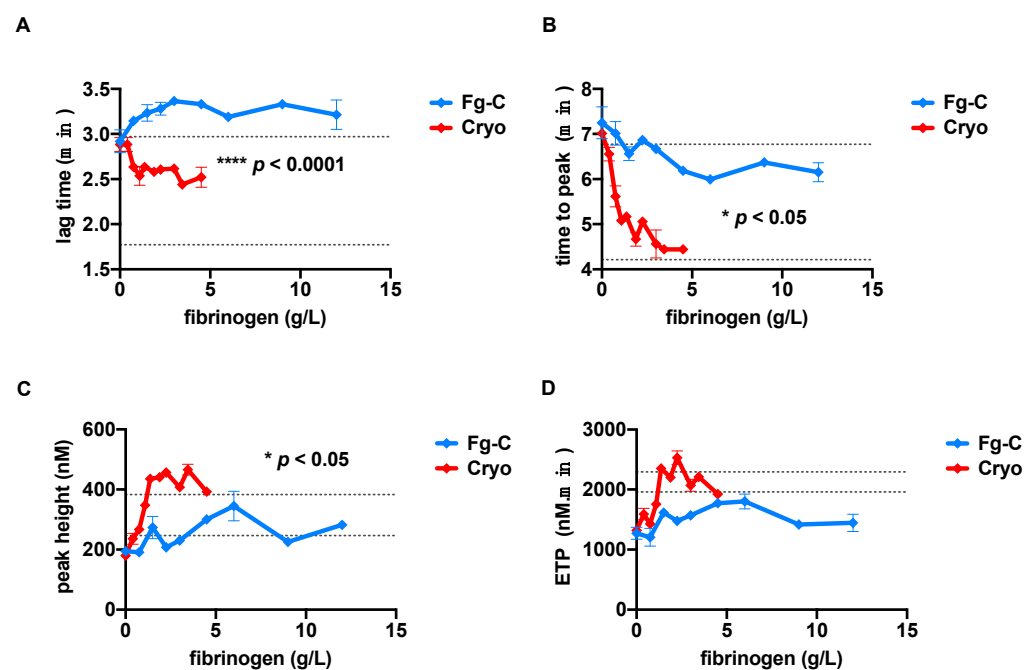 A
3.5
3.0
2.5
2.0
1.5
0
5
10
15
lag time (m in)
fibrinogen (g/L)
**** p < 0.0001
Fg-C
Cryo
B
8
7
6
5
4
0
5
10
15
time to peak (m in)
fibrinogen (g/L)
* p < 0.05
Fg-C
Cryo
C
600
400
200
0
0
5
10
15
peak height (nM)
fibrinogen (g/L)
* p < 0.05
Fg-C
Cryo
D
3000
2000
1000
0
0
5
10
15
ETP (nM.m in)
fibrinogen (g/L)
Fg-C
Cryo